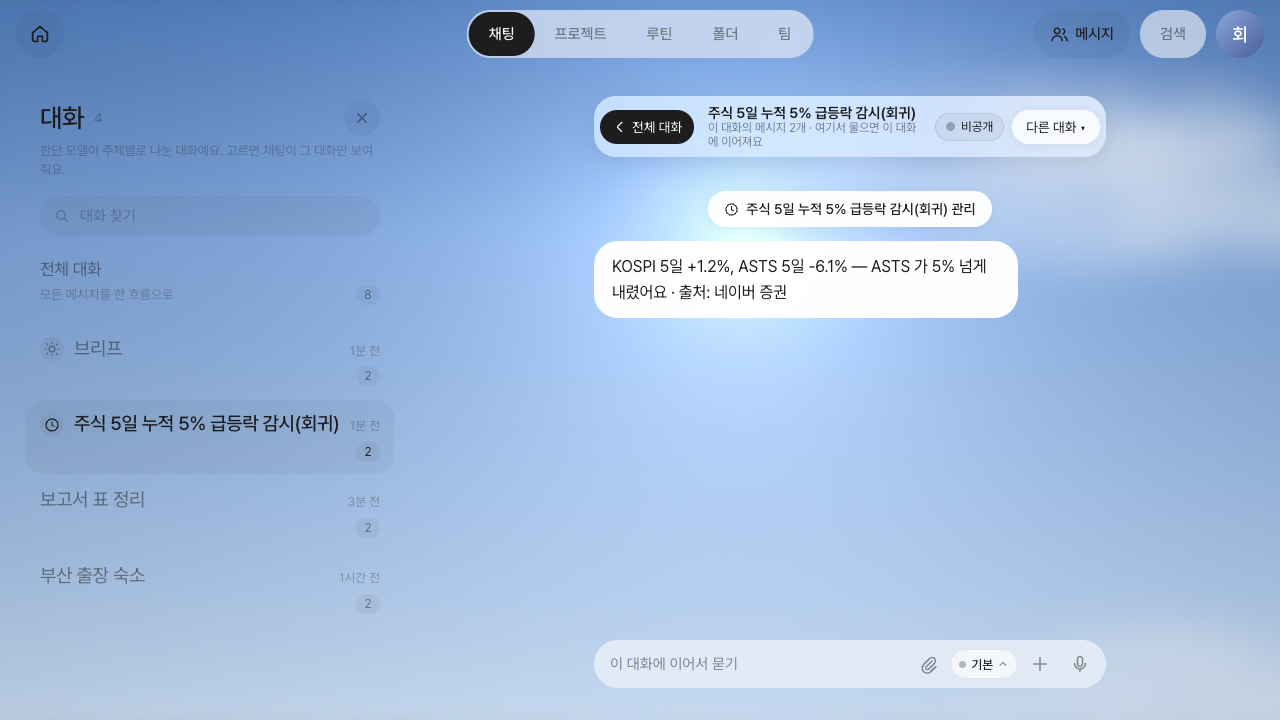 채팅
프로젝트
루틴
폴더
팀
메시지
검색
회
대화 4
판단 모델이 주제별로 나눈 대화예요. 고르면 채팅이 그 대화만 보여
줘요.
대화 찾기
전체 대화
모든 메시지를 한 흐름으로 8
브리프 1분 전
2
주식 5일 누적 5% 급등락 감시(회귀) 1분 전
2
보고서 표 정리 3분 전
2
부산 출장 숙소 1시간 전
2
전체 대화
주식 5일 누적 5% 급등락 감시(회귀)
이 대화의 메시지 2개 · 여기서 물으면 이 대화
에 이어져요
비공개
다른 대화 ▾
주식 5일 누적 5% 급등락 감시(회귀) 관리
KOSPI 5일 +1.2%, ASTS 5일 -6.1% — ASTS 가 5% 넘게
내렸어요 · 출처: 네이버 증권
이 대화에 이어서 묻기
기본